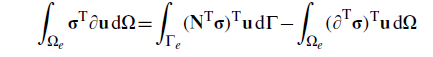 ∫_{Ω_e} σ^T ∂u dΩ = ∫_{Γ_e} (N^T σ)^T u dΓ − ∫_{Ω_e} (∂^T σ)^T u dΩ